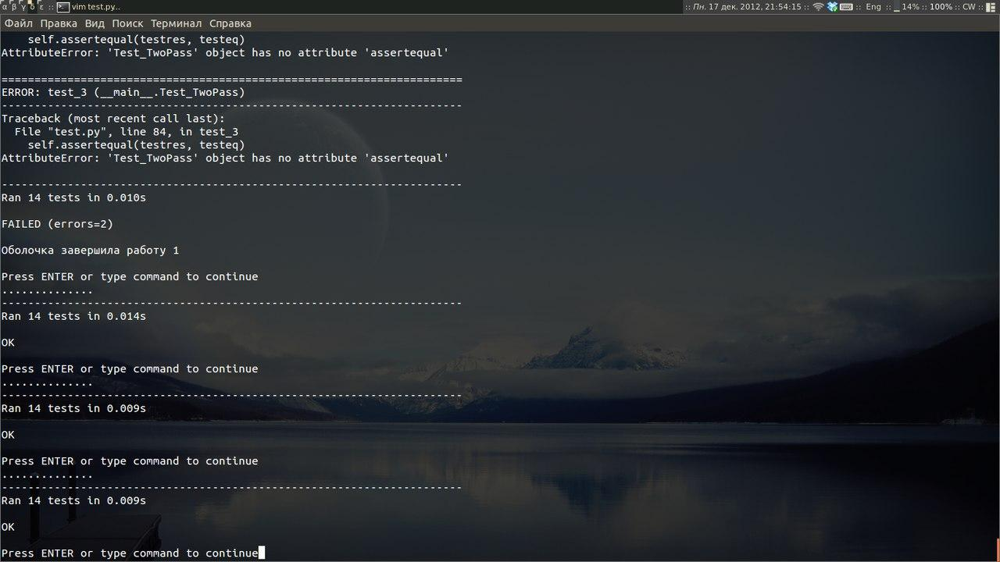 α β γ δ ε :: vim test.py.. :: Пн. 17 дек. 2012, 21:54:15 :: :: Eng :: 14% :: 100% :: CW ::
Файл Правка Вид Поиск Терминал Справка
self.assertequal(testres, testeq)
AttributeError: 'Test_TwoPass' object has no attribute 'assertequal'
======================================================================
ERROR: test_3 (__main__.Test_TwoPass)
----------------------------------------------------------------------
Traceback (most recent call last):
File "test.py", line 84, in test_3
self.assertequal(testres, testeq)
AttributeError: 'Test_TwoPass' object has no attribute 'assertequal'
----------------------------------------------------------------------
Ran 14 tests in 0.010s
FAILED (errors=2)
Оболочка завершила работу 1
Press ENTER or type command to continue
..............
----------------------------------------------------------------------
Ran 14 tests in 0.014s
OK
Press ENTER or type command to continue
..............
----------------------------------------------------------------------
Ran 14 tests in 0.009s
OK
Press ENTER or type command to continue
..............
----------------------------------------------------------------------
Ran 14 tests in 0.009s
OK
Press ENTER or type command to continue